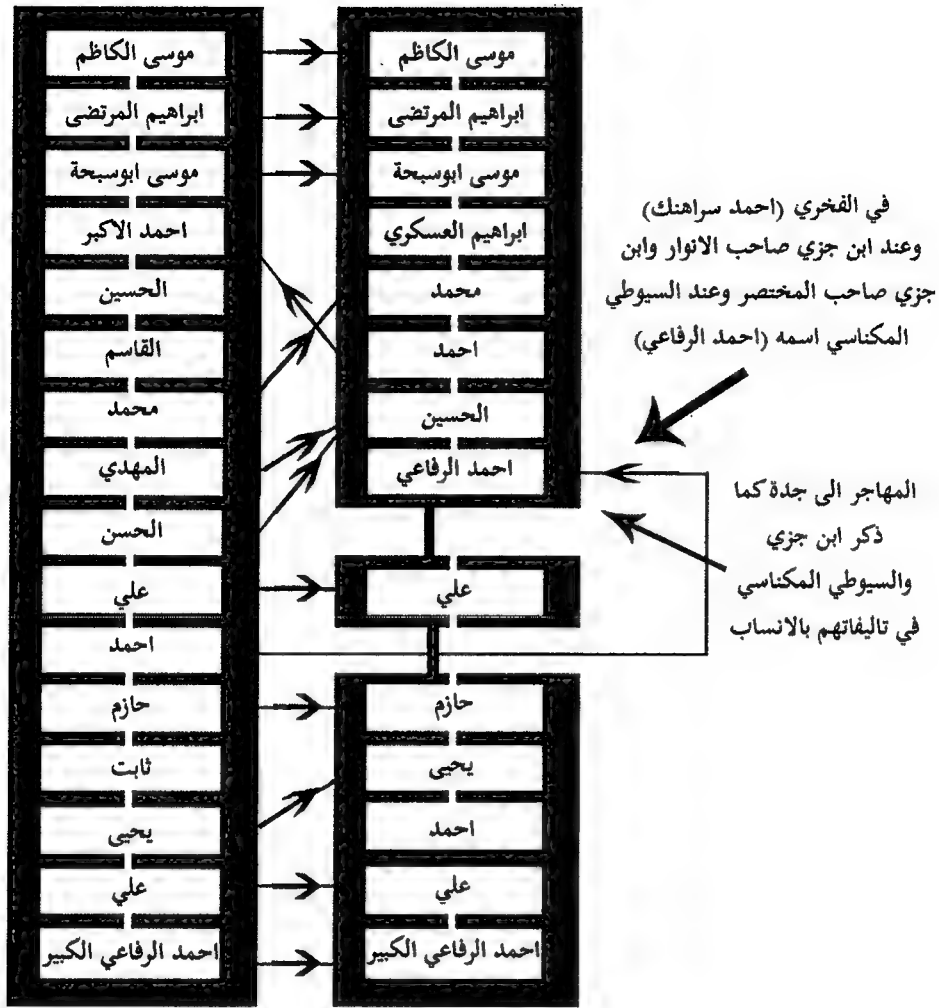 موسى الكاظم
ابراهيم المرتضى
موسى ابوسبحة
ابراهيم العسكري
محمد
احمد
الحسين
احمد الرفاعي
علي
حازم
يحيى
احمد
علي
احمد الرفاعي الكبير
موسى الكاظم
ابراهيم المرتضى
موسى ابوسبحة
احمد الاكبر
الحسين
القاسم
محمد
المهدي
الحسن
علي
احمد
حازم
ثابت
يحيى
علي
احمد الرفاعي الكبير
في الفخري (احمد سراهنك)
وعند ابن جزي صاحب الانوار وابن
جزي صاحب المختصر وعند السيوطي
المكناسي اسمه (احمد الرفاعي)
المهاجر الى جدة كما
ذكر ابن جزي
والسيوطي المكناسي
في تاليفاتهم بالانساب